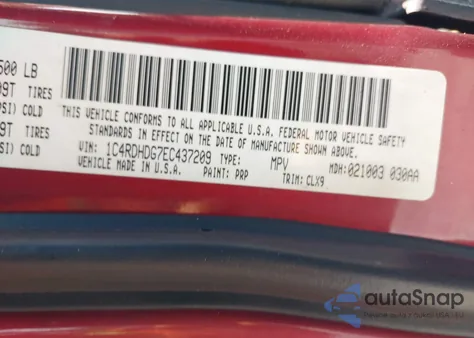 500 LB
09T TIRES
PSI) COLD
9T TIRES
SI) COLD
THIS VEHICLE CONFORMS TO ALL APPLICABLE U.S.A. FEDERAL MOTOR VEHICLE SAFETY
STANDARDS IN EFFECT ON THE DATE OF MANUFACTURE SHOWN ABOVE.
VIN: 1C4RDHDG7EC437209 TYPE: MPV MDH: 021003 030AA
VEHICLE MADE IN U.S.A. PAINT: PRP TRIM: CLX9
autoSnap